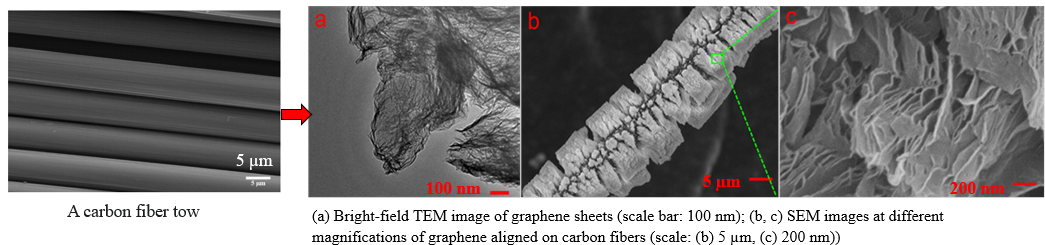 a
b
c
5 µm
5 µm
100 nm
5 µm
200 nm
A carbon fiber tow
(a) Bright-field TEM image of graphene sheets (scale bar: 100 nm); (b, c) SEM images at different
magnifications of graphene aligned on carbon fibers (scale: (b) 5 µm, (c) 200 nm))